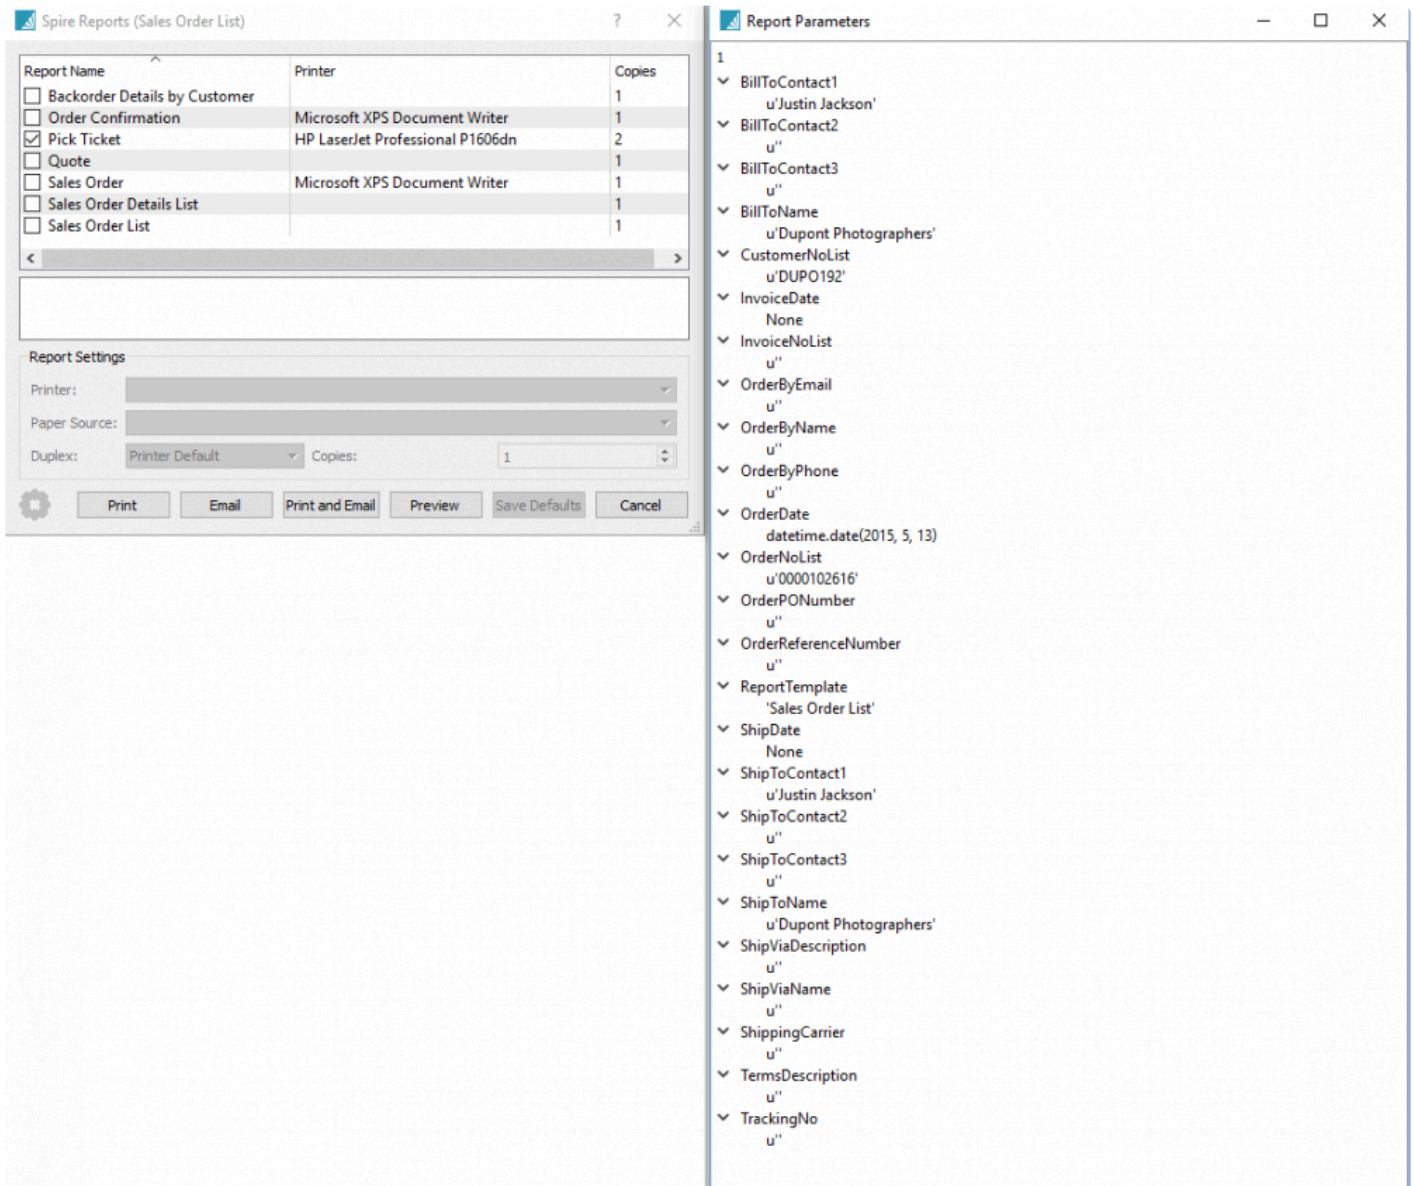 Spire Reports (Sales Order List)
Report Name Printer Copies
Backorder Details by Customer 1
Order Confirmation Microsoft XPS Document Writer 1
Pick Ticket HP LaserJet Professional P1606dn 2
Quote 1
Sales Order Microsoft XPS Document Writer 1
Sales Order Details List 1
Sales Order List 1
Report Settings
Printer:
Paper Source:
Duplex: Printer Default Copies: 1
Print Email Print and Email Preview Save Defaults Cancel
Report Parameters
1
BillToContact1
u'Justin Jackson'
BillToContact2
u''
BillToContact3
u''
BillToName
u'Dupont Photographers'
CustomerNoList
u'DUPO192'
InvoiceDate
None
InvoiceNoList
u''
OrderByEmail
u''
OrderByName
u''
OrderByPhone
u''
OrderDate
datetime.date(2015, 5, 13)
OrderNoList
u'0000102616'
OrderPONumber
u''
OrderReferenceNumber
u''
ReportTemplate
'Sales Order List'
ShipDate
None
ShipToContact1
u'Justin Jackson'
ShipToContact2
u''
ShipToContact3
u''
ShipToName
u'Dupont Photographers'
ShipViaDescription
u''
ShipViaName
u''
ShippingCarrier
u''
TermsDescription
u''
TrackingNo
u''